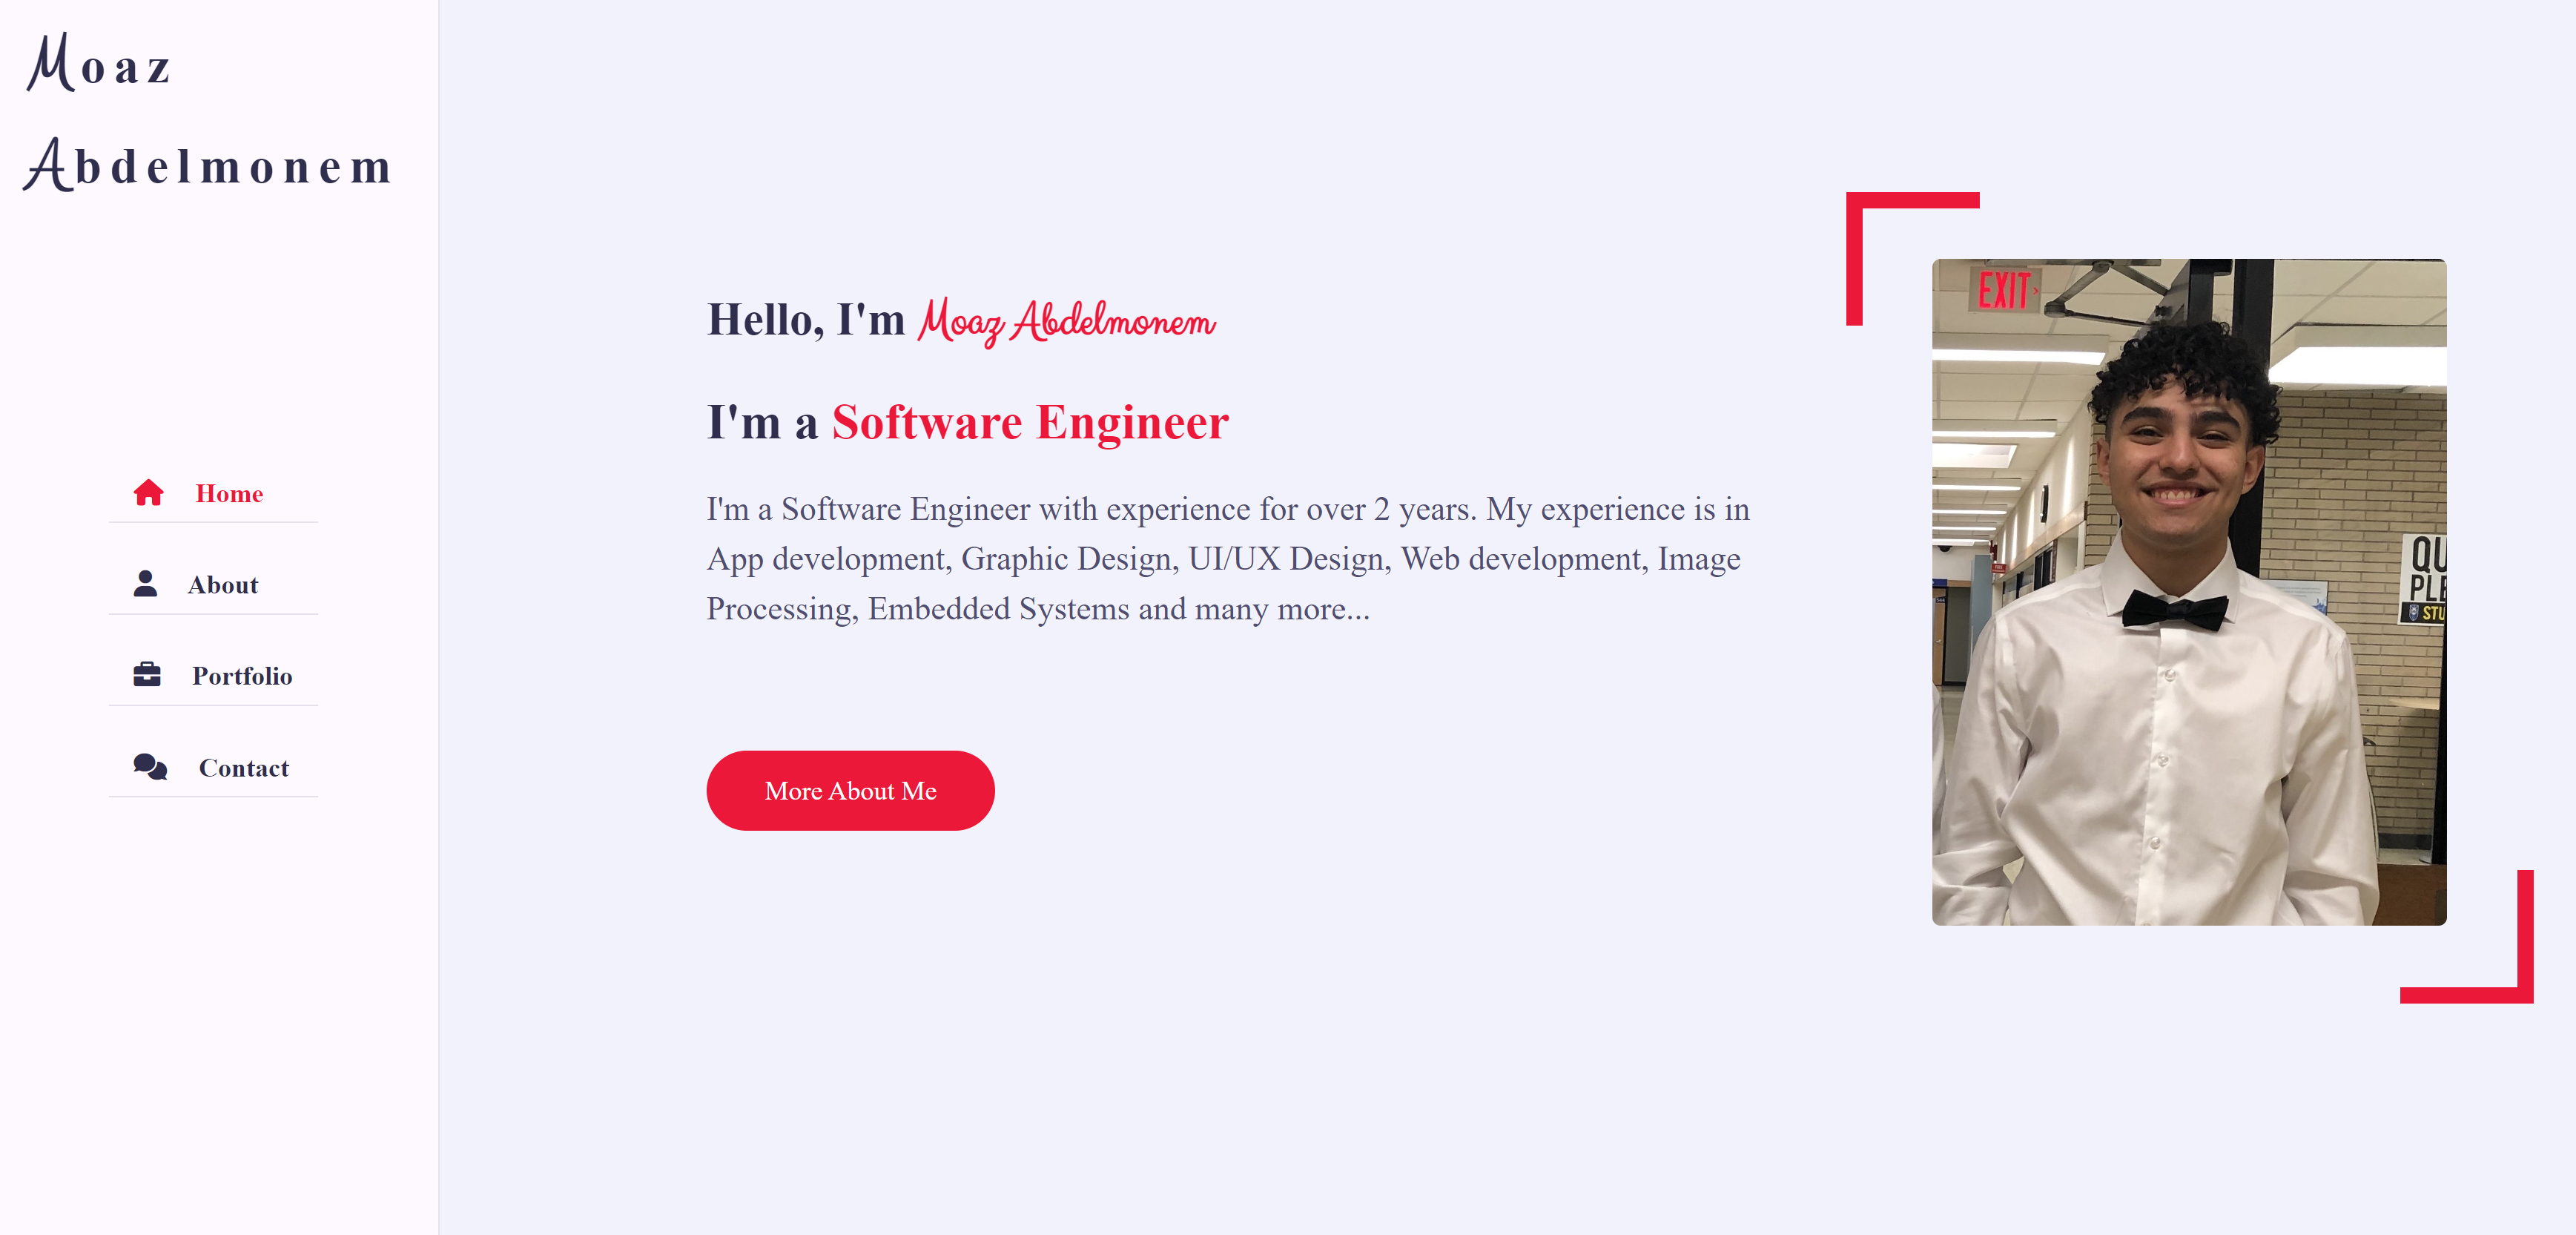 Moaz
Abdelmonem
Home
About
Portfolio
Contact
Hello, I'm Moaz Abdelmonem
I'm a Software Engineer
I'm a Software Engineer with experience for over 2 years. My experience is in
App development, Graphic Design, UI/UX Design, Web development, Image
Processing, Embedded Systems and many more...
More About Me
EXIT
QU
PLE
STU